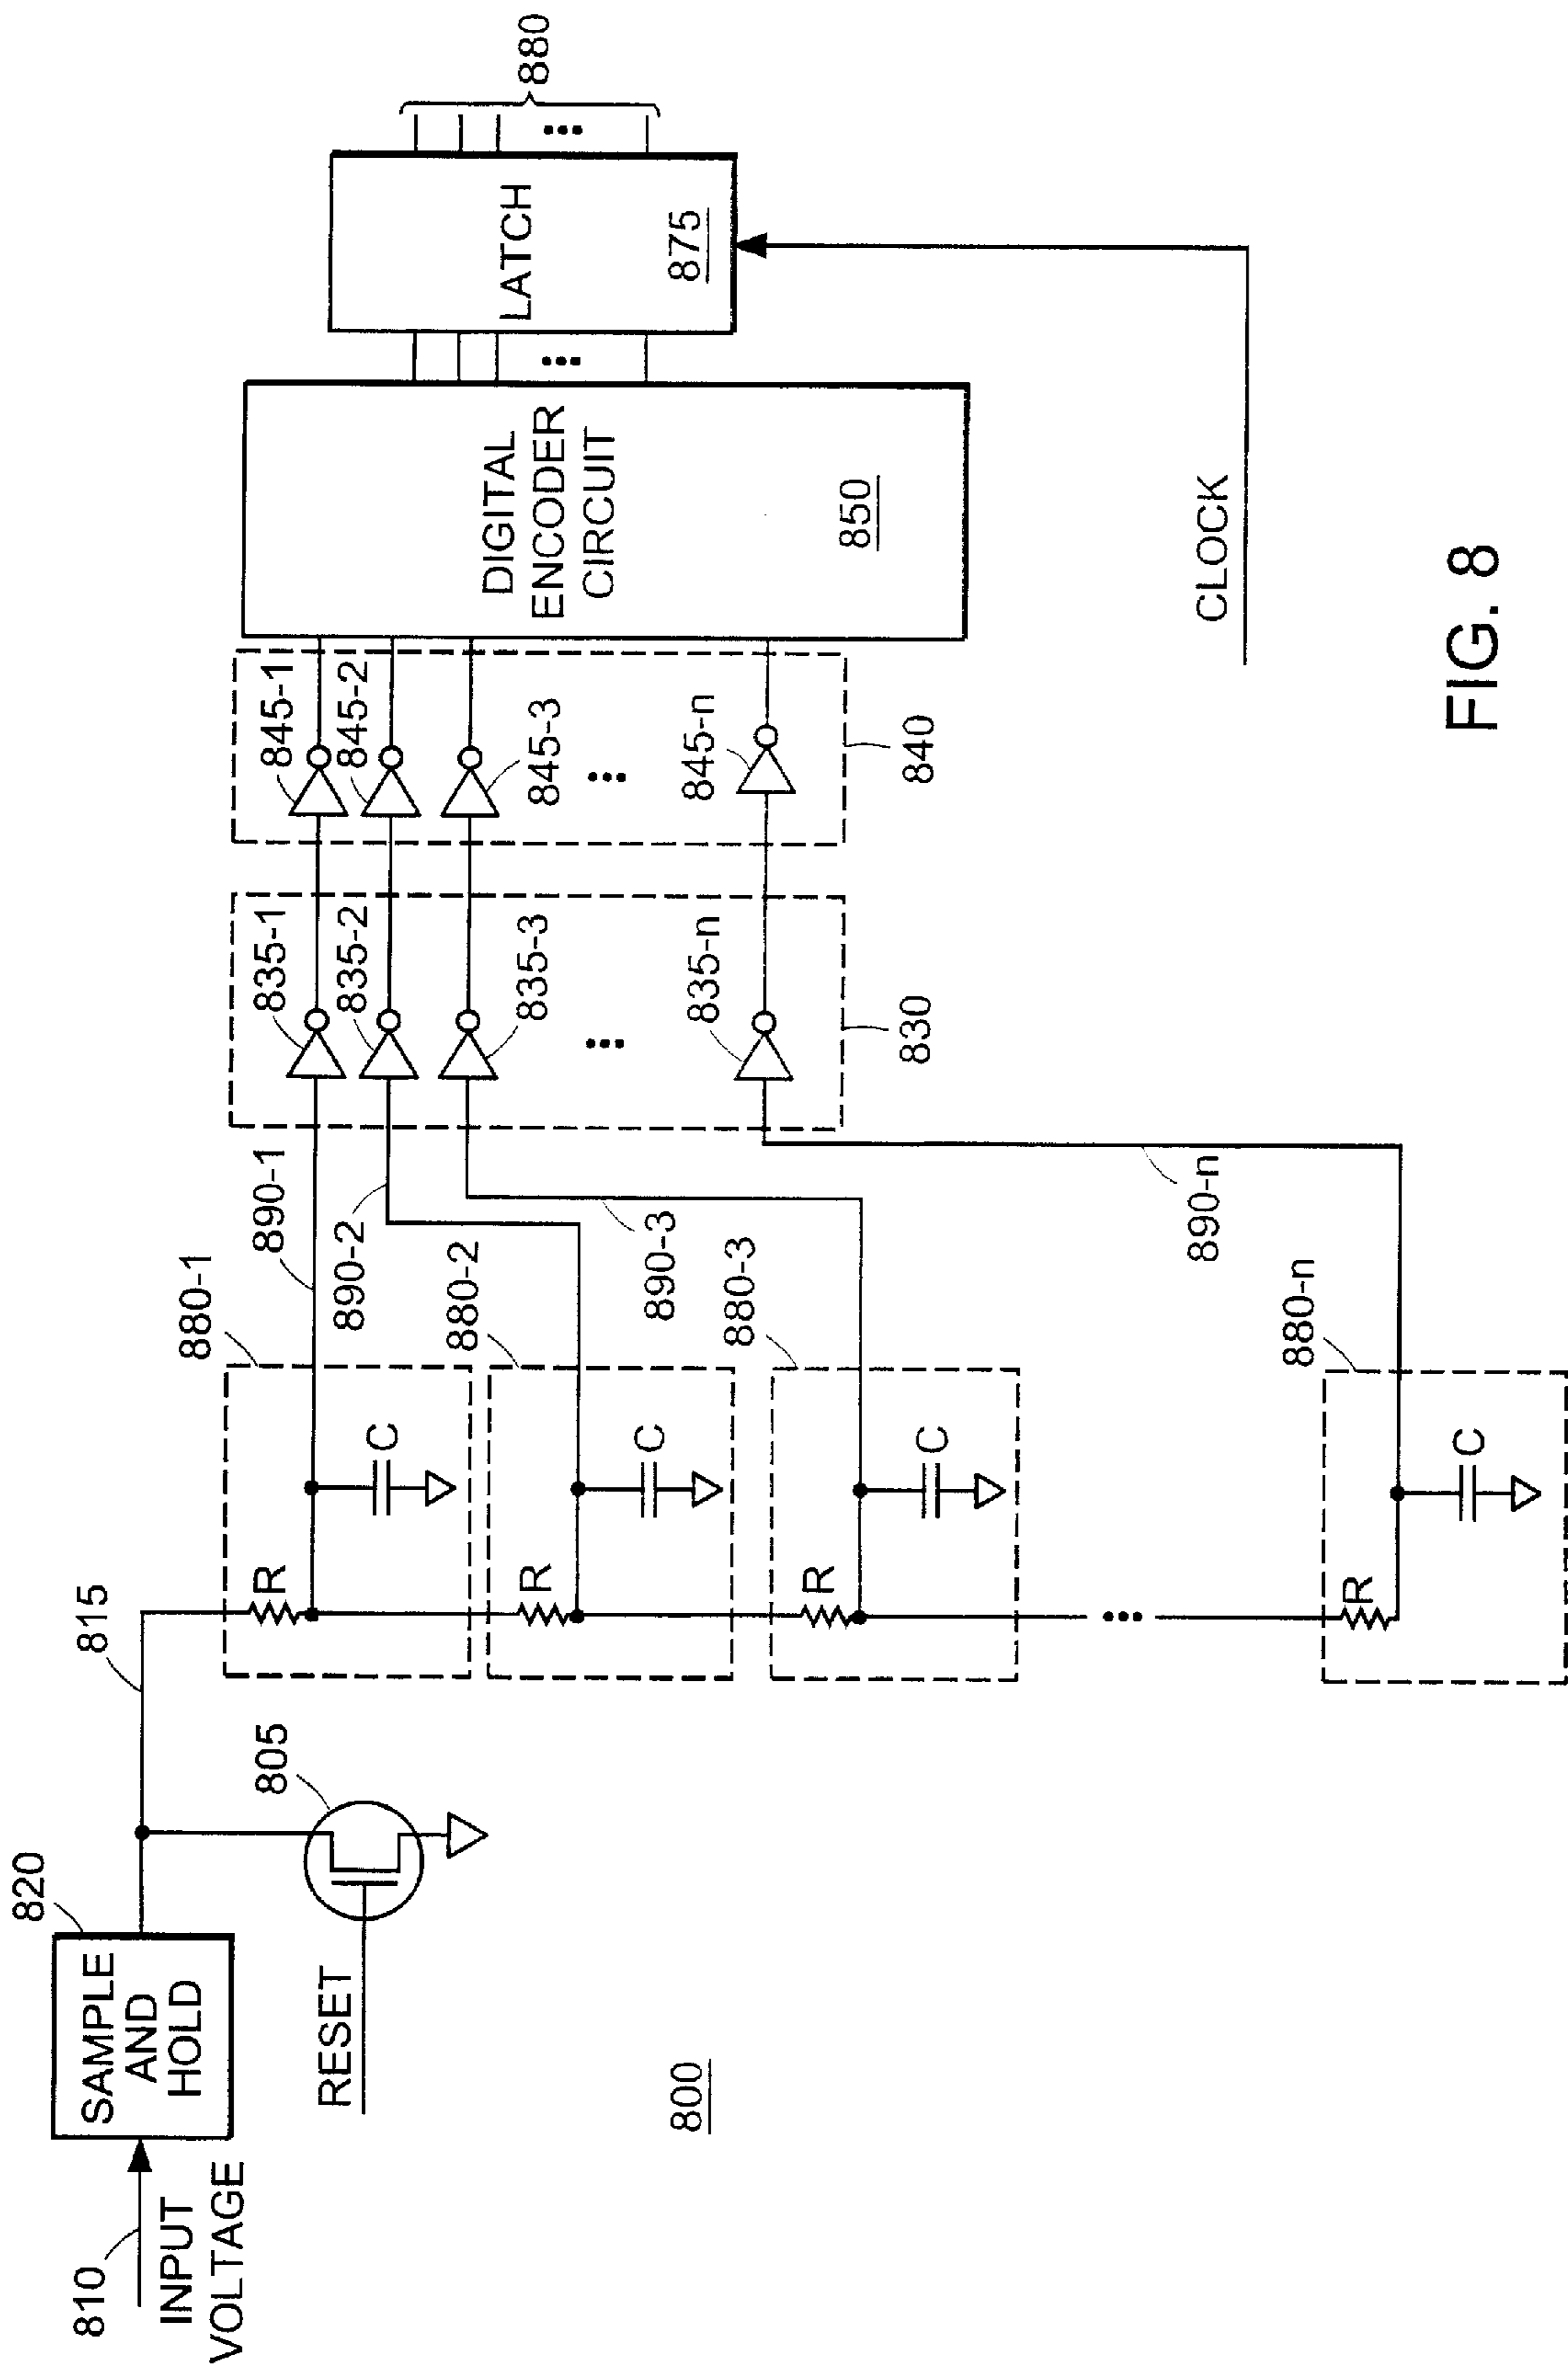 820
810
INPUT
VOLTAGE
SAMPLE
AND
HOLD
815
RESET
805
800
880-1
R
C
880-2
R
C
880-3
R
C
...
880-n
R
C
890-1
890-2
890-3
890-n
835-1
835-2
835-3
...
835-n
830
845-1
845-2
845-3
...
845-n
840
DIGITAL
ENCODER
CIRCUIT
850
...
LATCH
875
...
880
CLOCK
FIG. 8